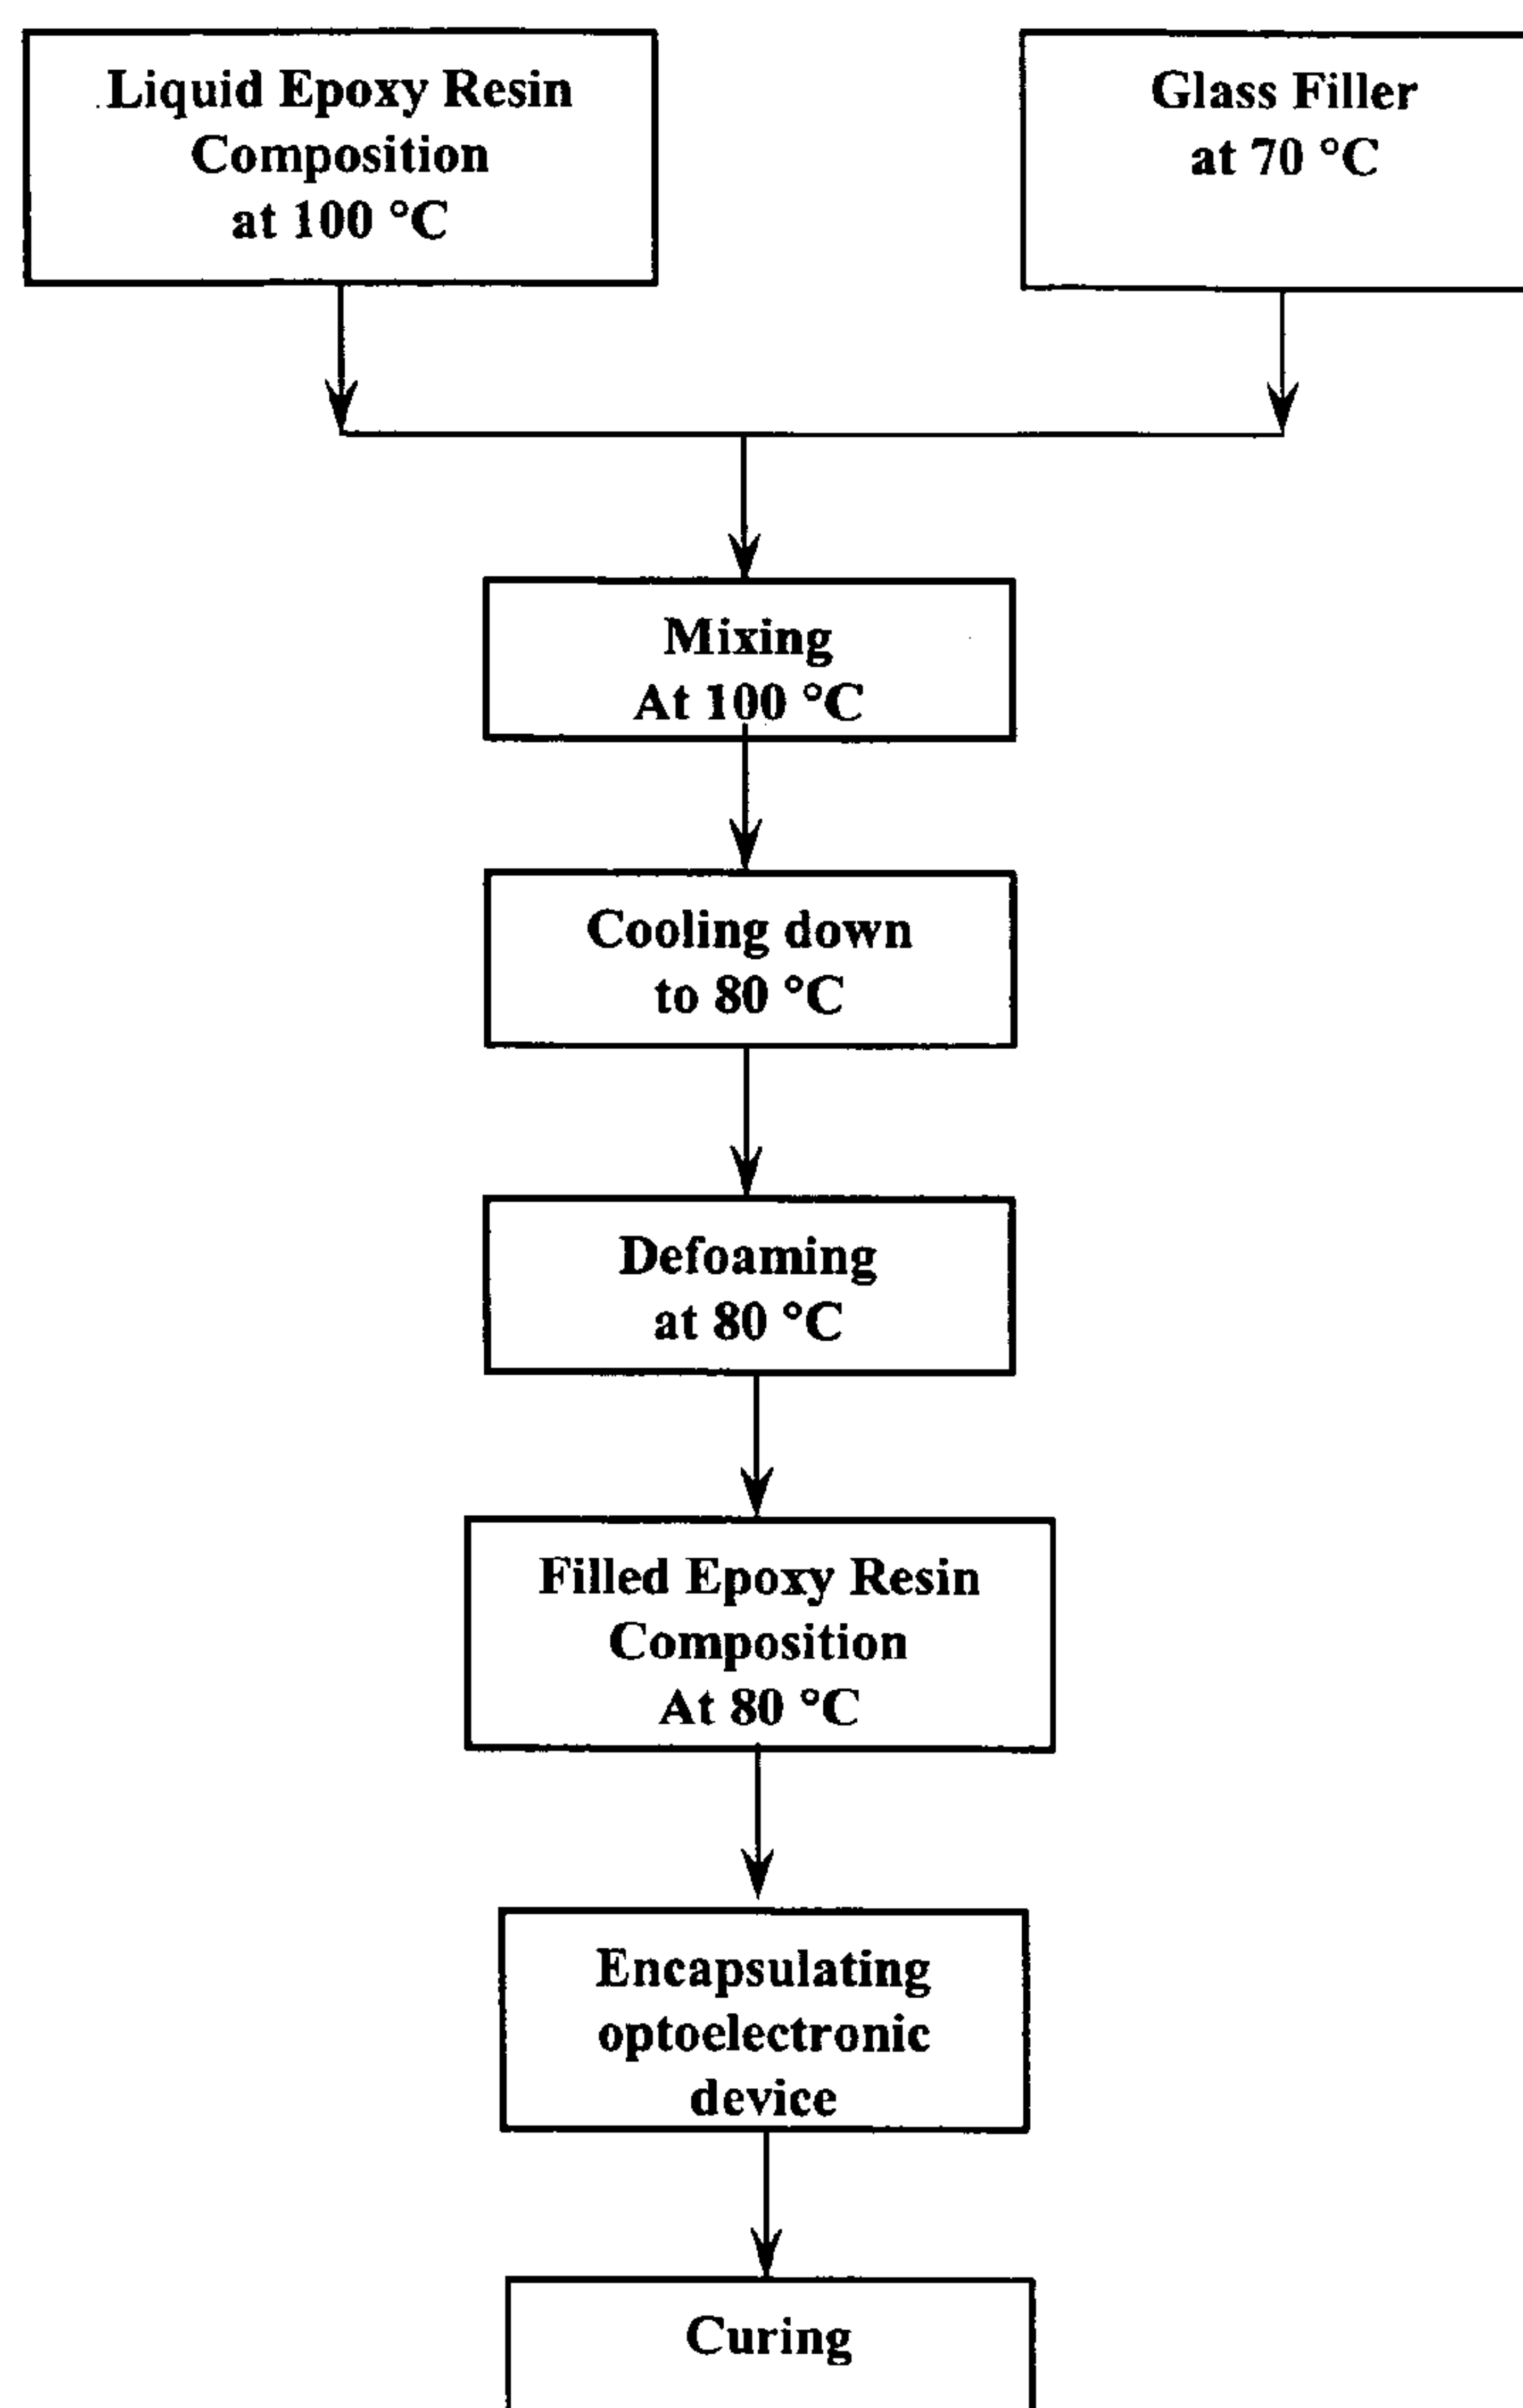 Liquid Epoxy Resin
Composition
at 100 °C
Glass Filler
at 70 °C
Mixing
At 100 °C
Cooling down
to 80 °C
Defoaming
at 80 °C
Filled Epoxy Resin
Composition
At 80 °C
Encapsulating
optoelectronic
device
Curing